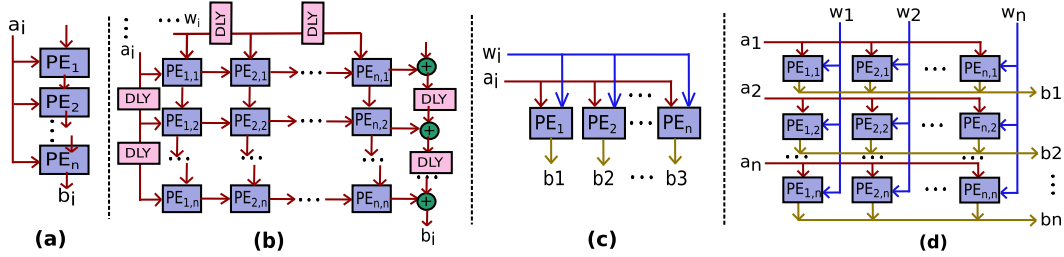 ai
PE1
PE2
PEn
bi
(a)
wi
DLY
DLY
ai
PE1,1
PE2,1
PEn,1
+
DLY
DLY
PE1,2
PE2,2
PEn,2
+
DLY
DLY
PE1,n
PE2,n
PEn,n
+
bi
(b)
wi
ai
PE1
PE2
PEn
b1
b2
b3
(c)
w1
w2
wn
a1
PE1,1
PE2,1
PEn,1
b1
a2
PE1,2
PE2,2
PEn,2
b2
an
PE1,n
PE2,n
PEn,n
bn
(d)